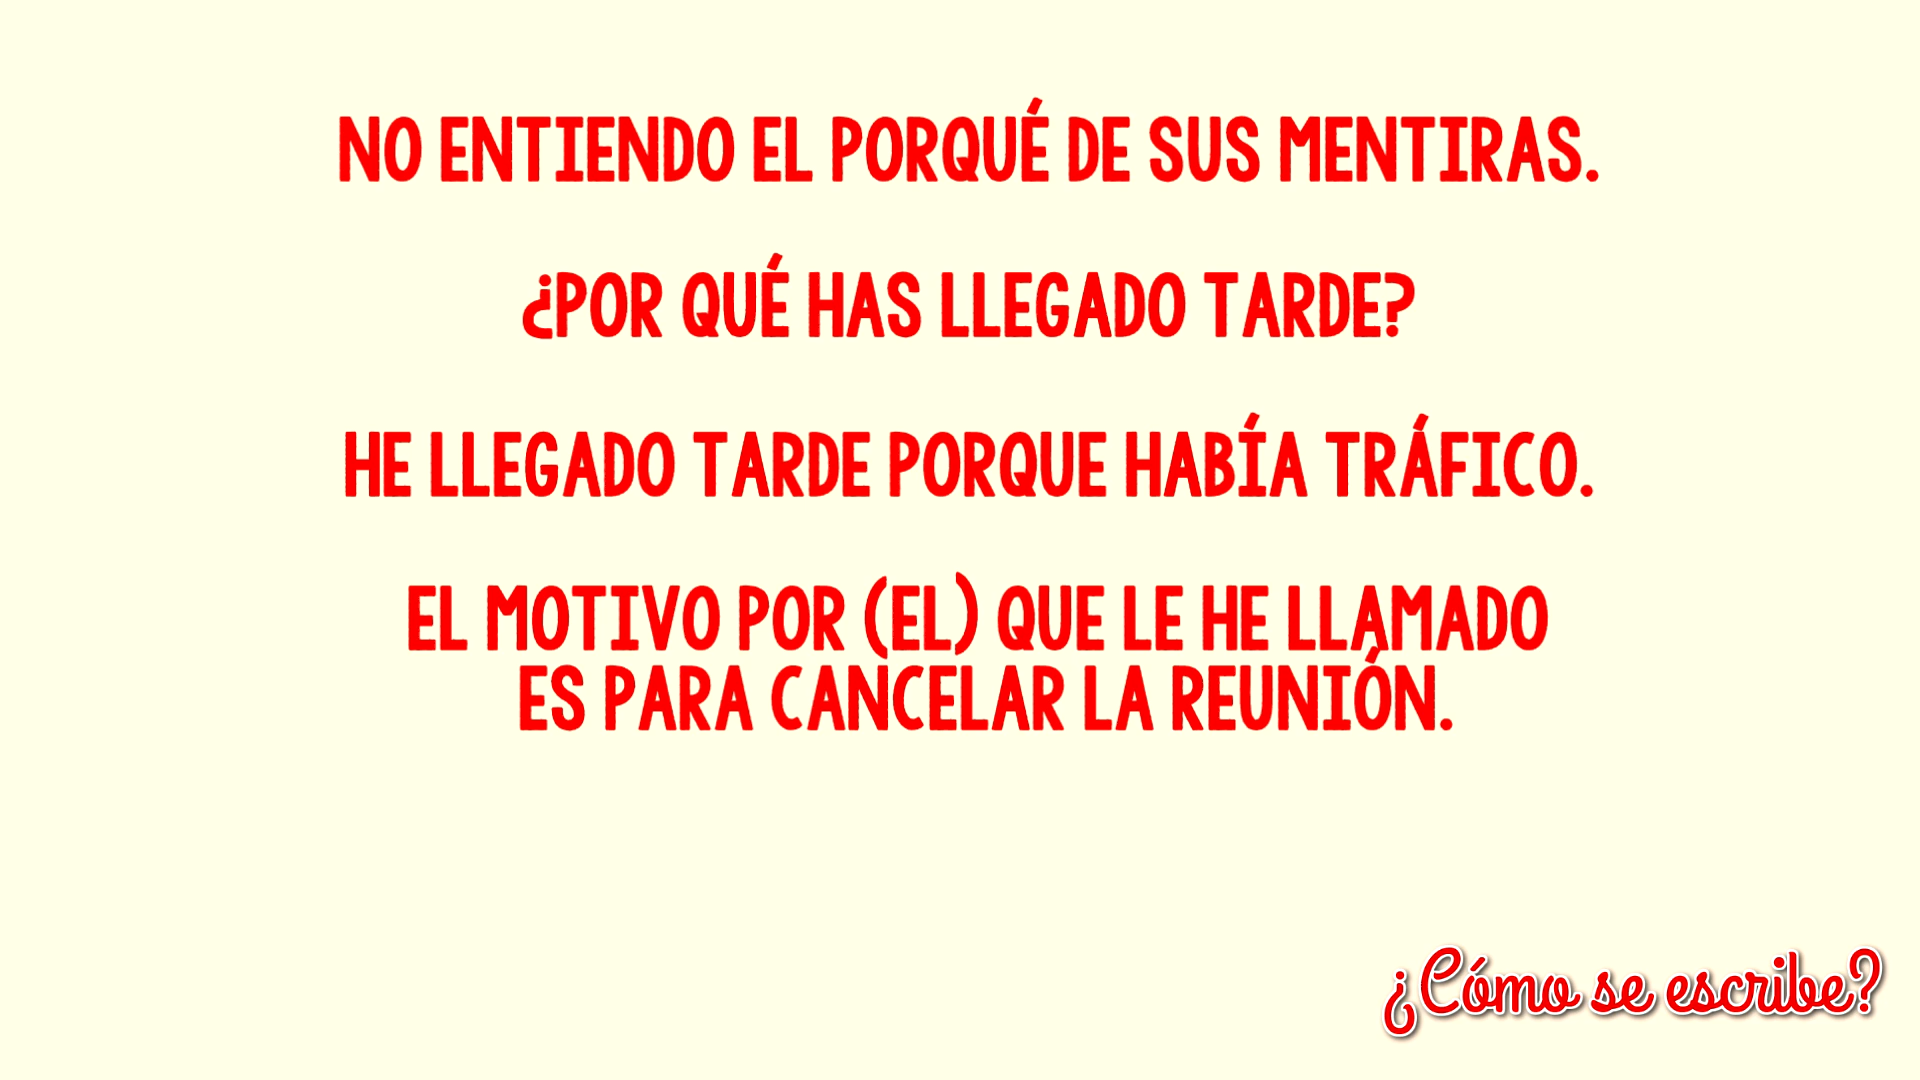 NO ENTIENDO EL PORQUÉ DE SUS MENTIRAS.
¿POR QUÉ HAS LLEGADO TARDE?
HE LLEGADO TARDE PORQUE HABÍA TRÁFICO.
EL MOTIVO POR (EL) QUE LE HE LLAMADO
ES PARA CANCELAR LA REUNIÓN.
¿Cómo se escribe?